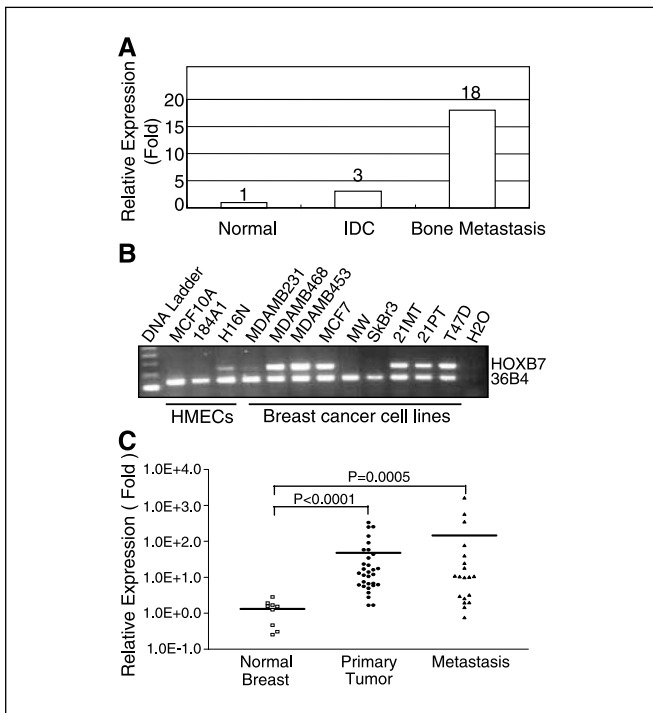 A
Relative Expression
(Fold)
20
15
10
5
0
1
3
18
Normal
IDC
Bone Metastasis
B
DNA Ladder
MCF10A
184A1
H16N
MDAMB231
MDAMB468
MDAMB453
MCF7
MW
SkBr3
21MT
21PT
T47D
H2O
HOXB7
36B4
HMECs
Breast cancer cell lines
C
Relative Expression ( Fold )
1.0E+4.0
1.0E+3.0
1.0E+2.0
1.0E+1.0
1.0E+0.0
1.0E-1.0
P=0.0005
P<0.0001
Normal
Breast
Primary
Tumor
Metastasis